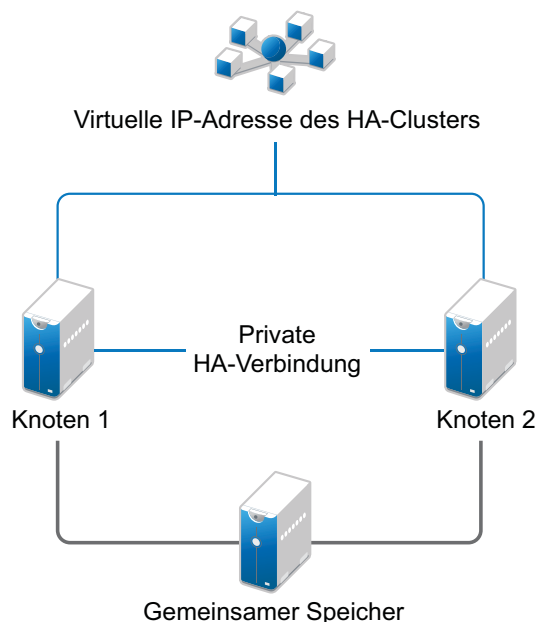 Virtuelle IP-Adresse des HA-Clusters
Private
HA-Verbindung
Knoten 1
Knoten 2
Gemeinsamer Speicher